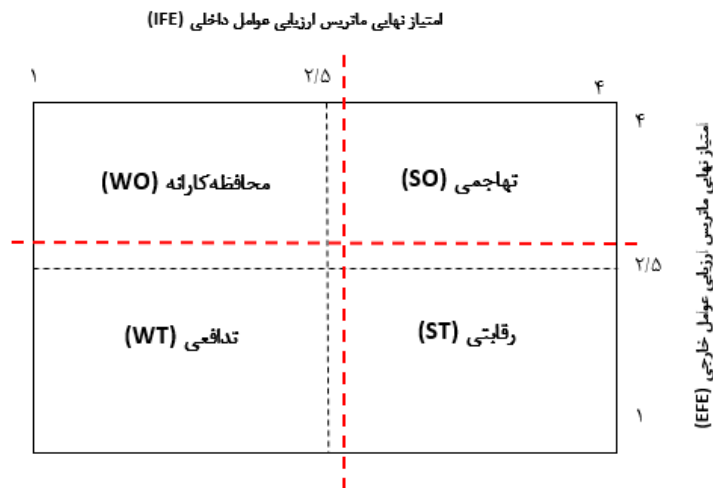 امتیاز نهایی ماتریس ارزیابی عوامل داخلی (IFE)
۱
۲/۵
۴
۴
تهاجمی (SO)
محافظه‌کارانه (WO)
۲/۵
رقابتی (ST)
تدافعی (WT)
۱
امتیاز نهایی ماتریس ارزیابی عوامل خارجی (EFE)